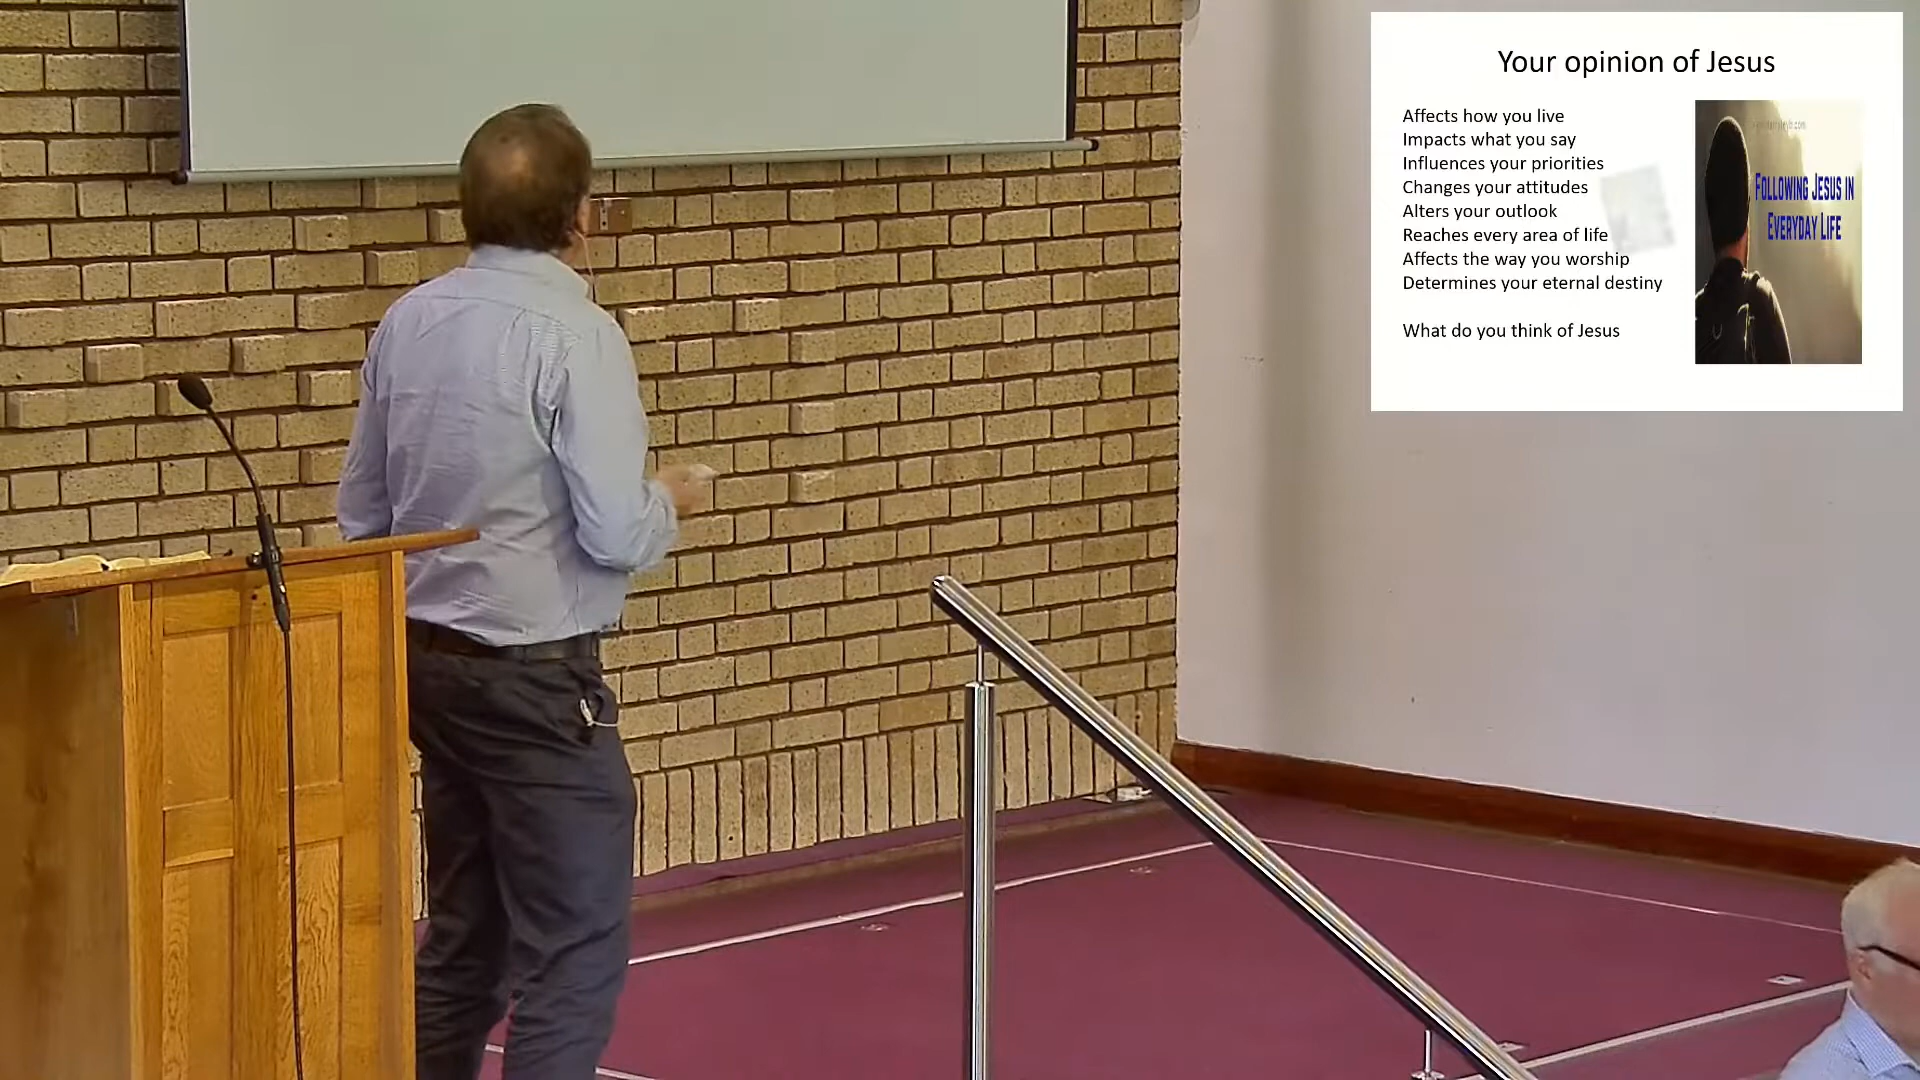 Your opinion of Jesus
Affects how you live
Impacts what you say
Influences your priorities
Changes your attitudes
Alters your outlook
Reaches every area of life
Affects the way you worship
Determines your eternal destiny
What do you think of Jesus
Following Jesus in
Everyday Life